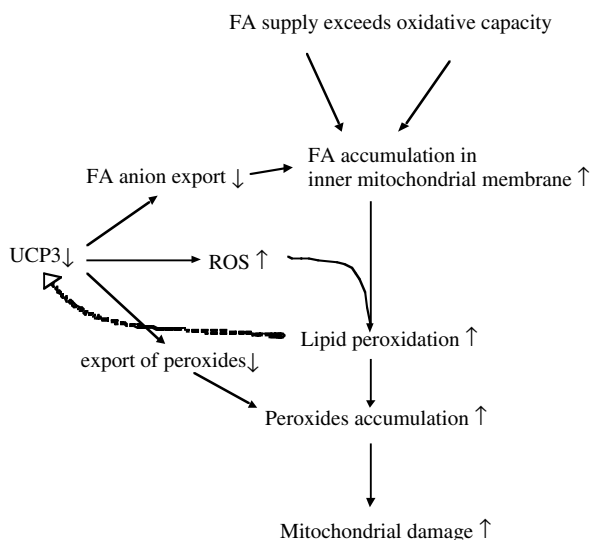 FA supply exceeds oxidative capacity
FA accumulation in
inner mitochondrial membrane ↑
FA anion export ↓
UCP3↓
ROS ↑
Lipid peroxidation ↑
export of peroxides↓
Peroxides accumulation ↑
Mitochondrial damage ↑